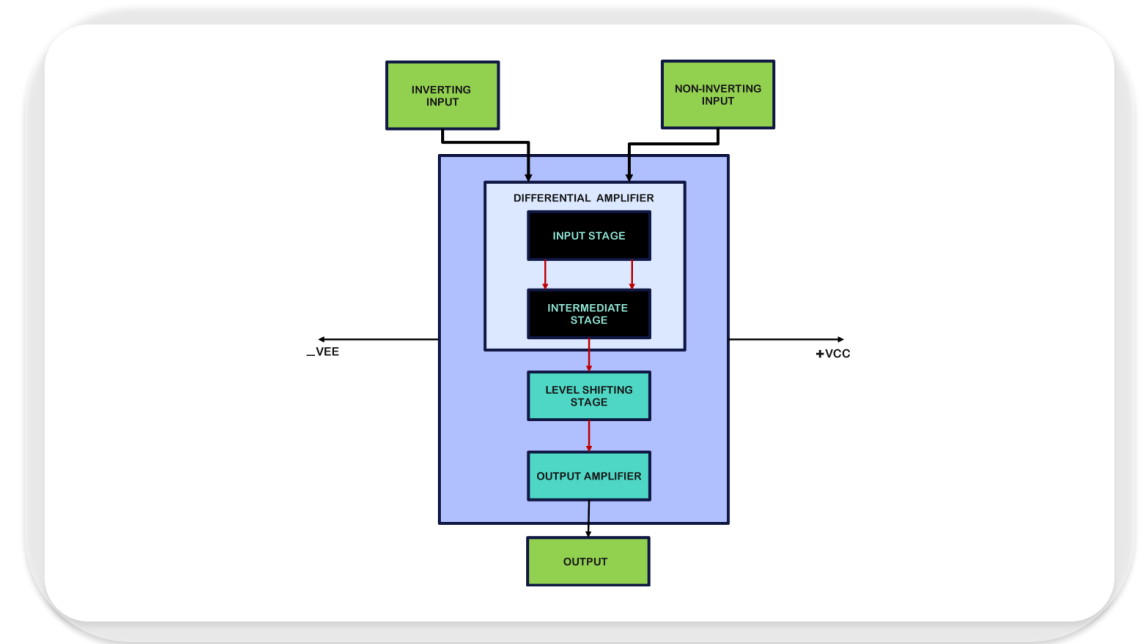 INVERTING
INPUT
NON-INVERTING
INPUT
DIFFERENTIAL AMPLIFIER
INPUT STAGE
INTERMEDIATE
STAGE
_VEE
+VCC
LEVEL SHIFTING
STAGE
OUTPUT AMPLIFIER
OUTPUT